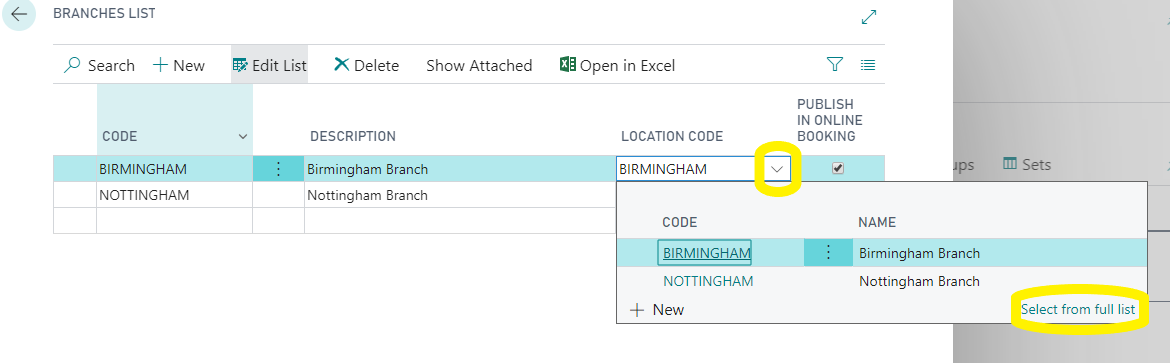 BRANCHES LIST
Search New Edit List Delete Show Attached Open in Excel
CODE DESCRIPTION LOCATION CODE PUBLISH IN ONLINE BOOKING
BIRMINGHAM Birmingham Branch BIRMINGHAM
NOTTINGHAM Nottingham Branch
ups Sets
CODE NAME
BIRMINGHAM Birmingham Branch
NOTTINGHAM Nottingham Branch
New Select from full list